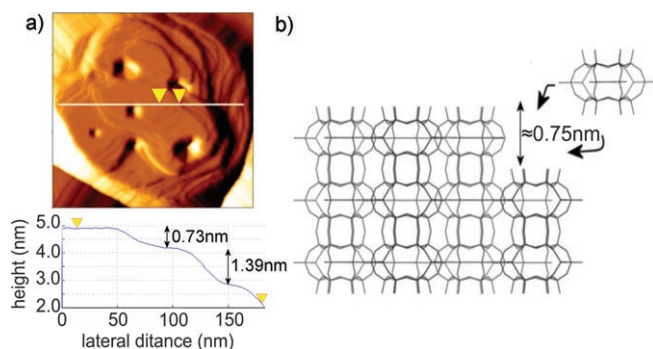 a)
b)
≈0.75nm
5.0
4.0
3.0
2.0
height (nm)
0.73nm
1.39nm
0
50
100
150
lateral ditance (nm)